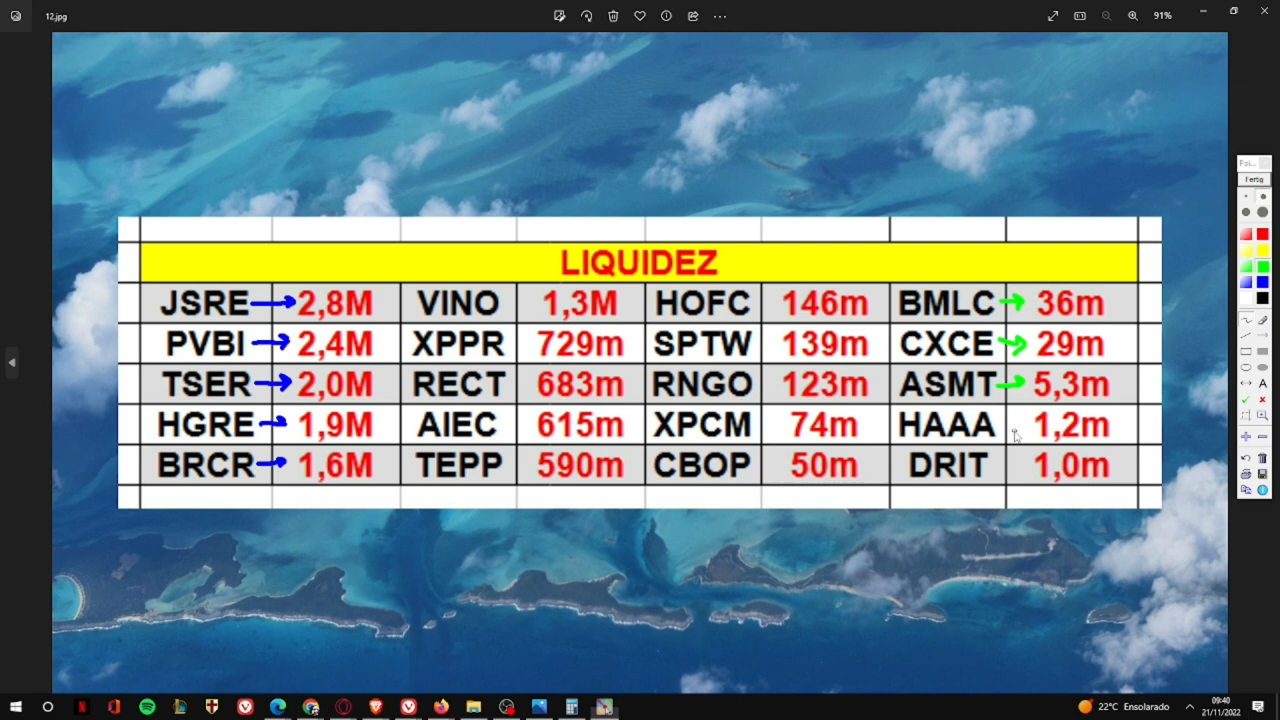 12.jpg
91%
Poi...
Fertig
LIQUIDEZ
JSRE 2,8M VINO 1,3M HOFC 146m BMLC 36m
PVBI 2,4M XPPR 729m SPTW 139m CXCE 29m
TSER 2,0M RECT 683m RNGO 123m ASMT 5,3m
HGRE 1,9M AIEC 615m XPCM 74m HAAA 1,2m
BRCR 1,6M TEPP 590m CBOP 50m DRIT 1,0m
A
22°C Ensolarado
09:40
21/11/2022